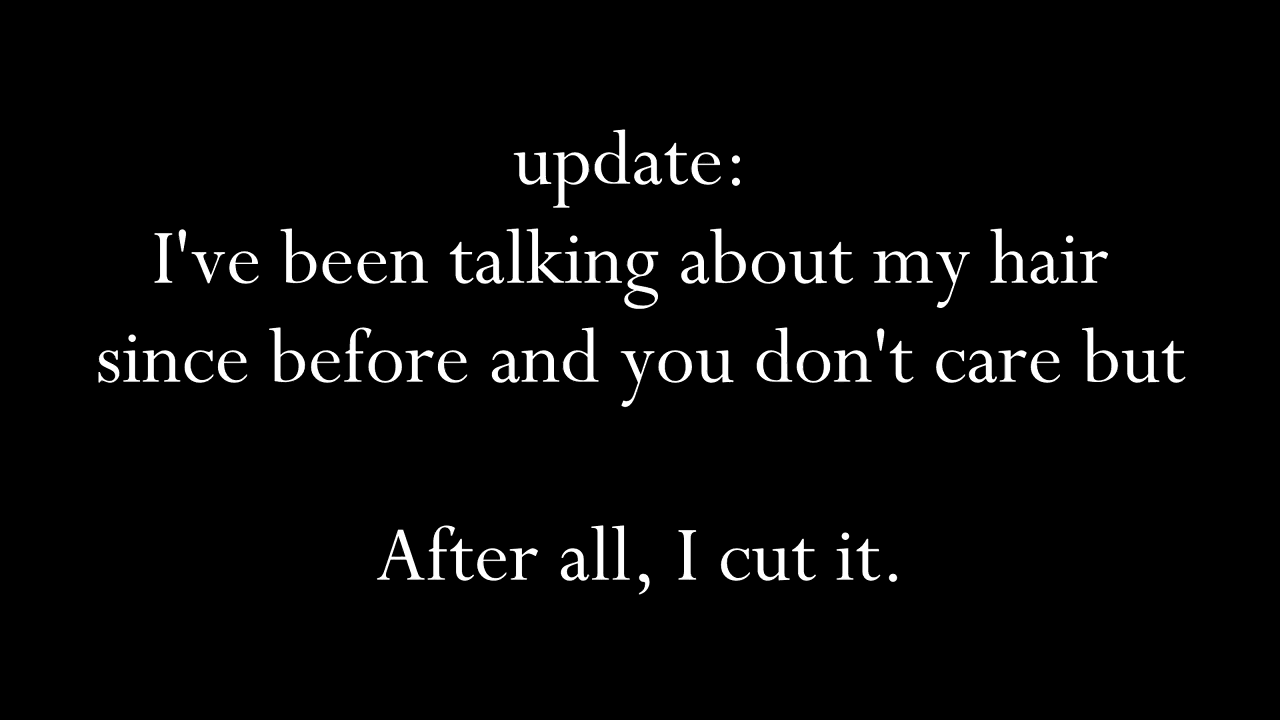 update:
I've been talking about my hair
since before and you don't care but
After all, I cut it.